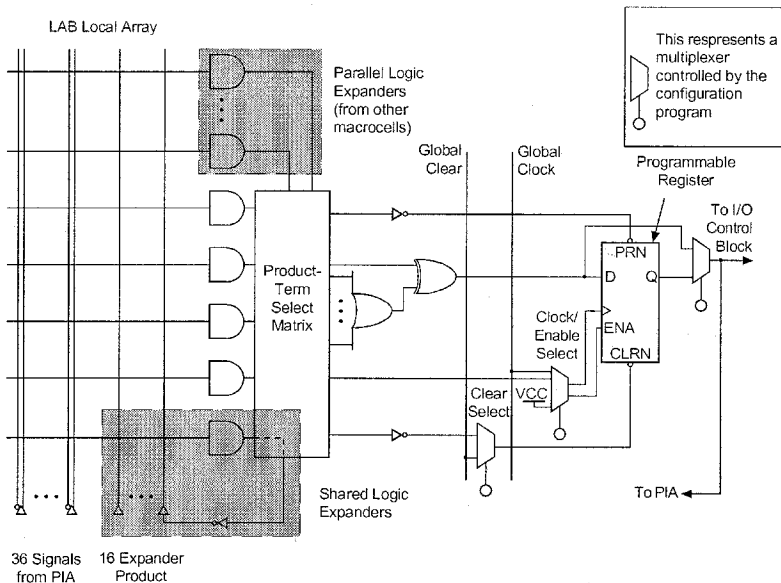 LAB Local Array
Parallel Logic
Expanders
(from other
macrocells)
This respresents a
multiplexer
controlled by the
configuration
program
Global
Clear
Global
Clock
Programmable
Register
To I/O
Control
Block
Product-
Term
Select
Matrix
PRN
D
Q
ENA
CLRN
Clock/
Enable
Select
VCC
Clear
Select
Shared Logic
Expanders
To PIA
36 Signals
from PIA
16 Expander
Product